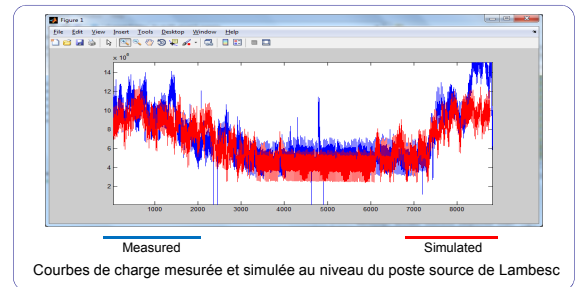 Figure 1
File Edit View Insert Tools Desktop Window Help
14
12
10
8
6
4
2
1000 2000 3000 4000 5000 6000 7000 8000
Measured Simulated
Courbes de charge mesurée et simulée au niveau du poste source de Lambesc